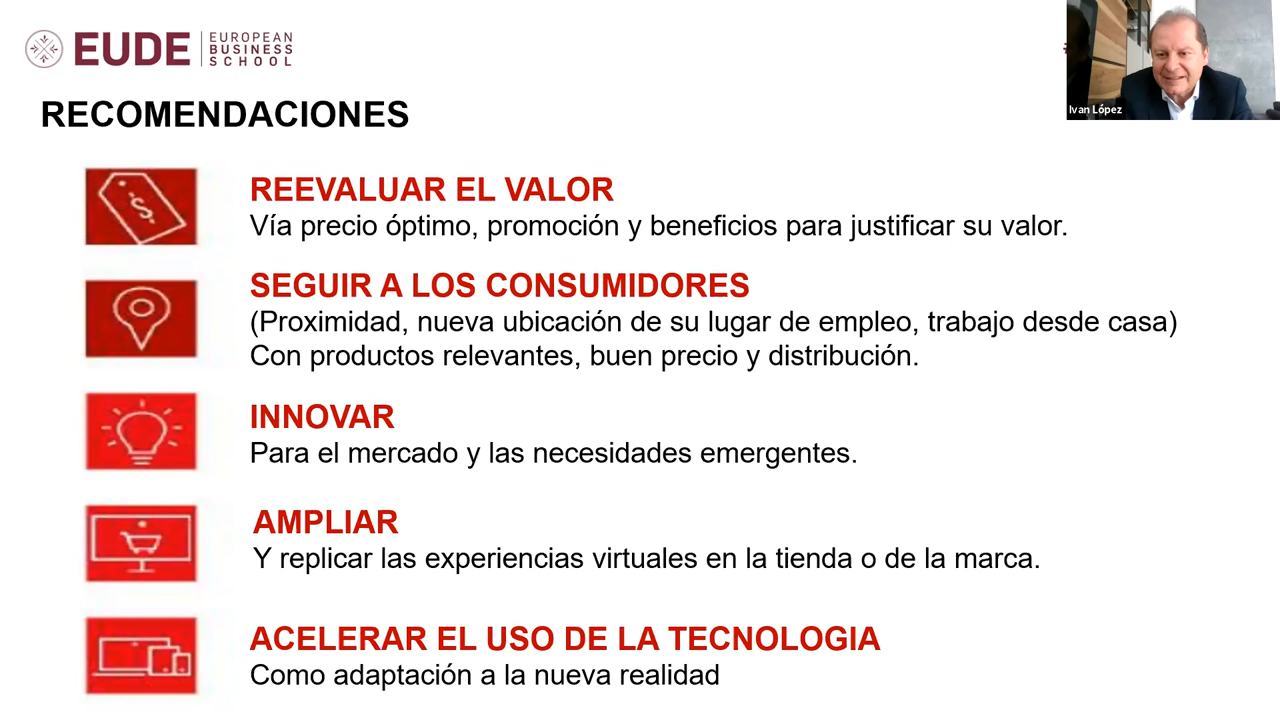 EUDE
EUROPEAN
BUSINESS
SCHOOL
Ivan López
RECOMENDACIONES
REEVALUAR EL VALOR
Vía precio óptimo, promoción y beneficios para justificar su valor.
SEGUIR A LOS CONSUMIDORES
(Proximidad, nueva ubicación de su lugar de empleo, trabajo desde casa)
Con productos relevantes, buen precio y distribución.
INNOVAR
Para el mercado y las necesidades emergentes.
AMPLIAR
Y replicar las experiencias virtuales en la tienda o de la marca.
ACELERAR EL USO DE LA TECNOLOGIA
Como adaptación a la nueva realidad